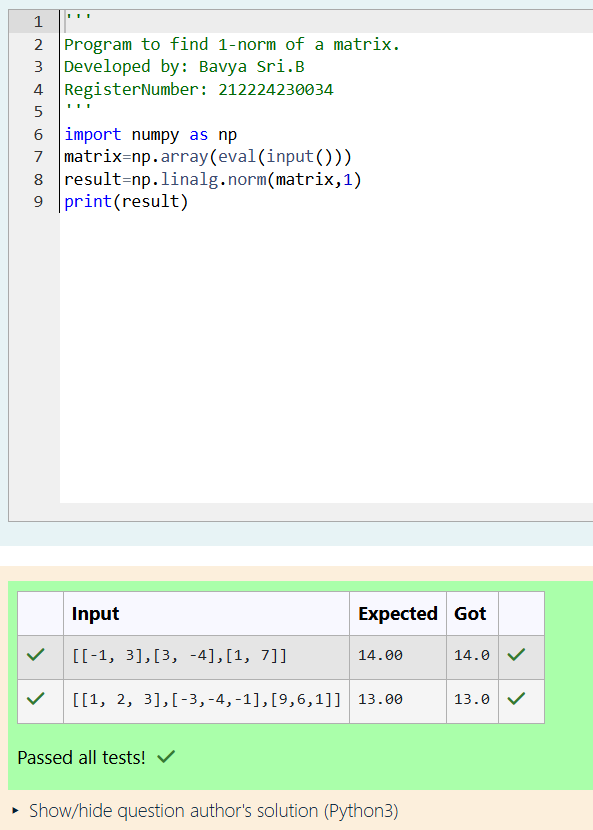 1 '''
2 Program to find 1-norm of a matrix.
3 Developed by: Bavya Sri.B
4 RegisterNumber: 212224230034
5 '''
6 import numpy as np
7 matrix=np.array(eval(input()))
8 result=np.linalg.norm(matrix,1)
9 print(result)
Input Expected Got
[[-1, 3],[3, -4],[1, 7]] 14.00 14.0
[[1, 2, 3],[-3,-4,-1],[9,6,1]] 13.00 13.0
Passed all tests!
Show/hide question author's solution (Python3)